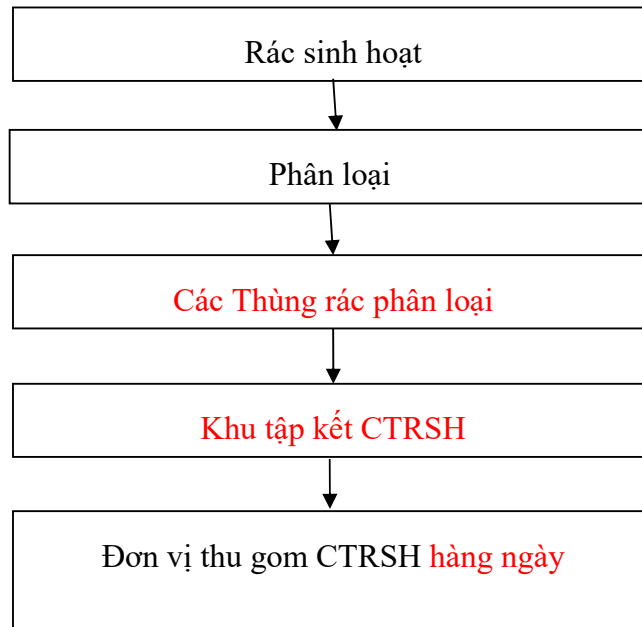 Rác sinh hoạt
Phân loại
Các Thùng rác phân loại
Khu tập kết CTRSH
Đơn vị thu gom CTRSH hàng ngày